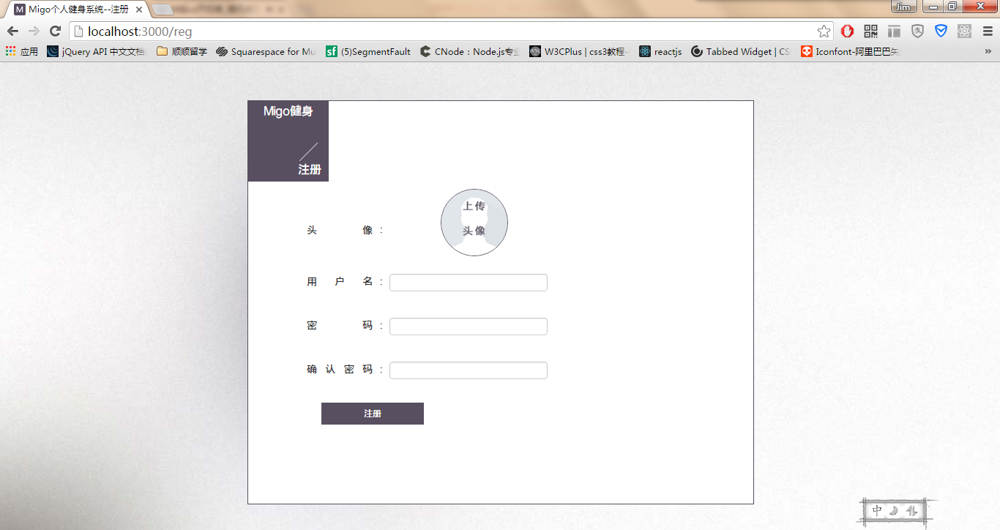 M Migo个人健身系统--注册
Jim
localhost:3000/reg
应用 jQuery API 中文文档 顺顺留学 Squarespace for Mu sf (5)SegmentFault CNode：Node.js专业 W3CPlus | css3教程- reactjs Tabbed Widget | CS Iconfont-阿里巴巴矢 »
Migo健身
注册
上传
头像
头像：
用户名：
密码：
确认密码：
注册
中